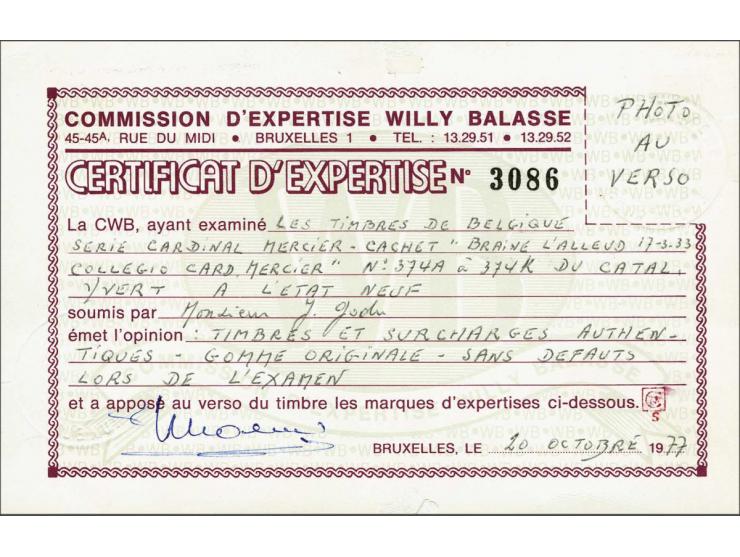 COMMISSION D'EXPERTISE WILLY BALASSE
45-45A, RUE DU MIDI • BRUXELLES 1 • TEL. : 13.29.51 • 13.29.52
PHOTO
AU
VERSO
CERTIFICAT D'EXPERTISE N° 3086
La CWB, ayant examiné LES TIMBRES DE BELGIQUE
SERIE CARDINAL MERCIER - CACHET "BRAINE L'ALLEUD 17-3-33
COLLEGIO CARD. MERCIER" N° 374A à 374K DU CATAL.
YVERT A L'ETAT NEUF
soumis par Monsieur J.
émet l'opinion : TIMBRES ET SURCHARGES AUTHEN-
TIQUES - GOMME ORIGINALE - SANS DEFAUTS
LORS DE L'EXAMEN
et a apposé au verso du timbre les marques d'expertises ci-dessous.
BRUXELLES, LE 20 OCTOBRE 1977